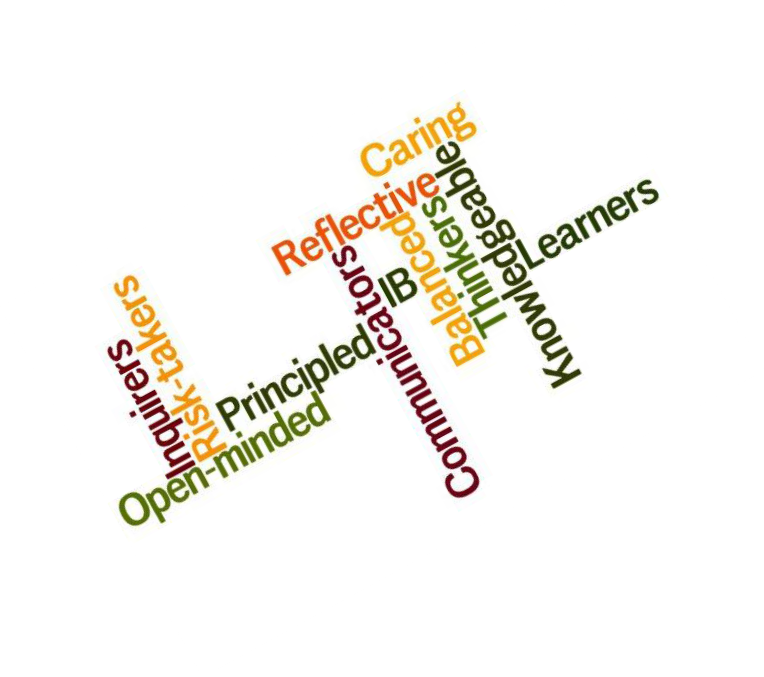 Caring
Reflective
Knowledgeable
Learners
Balanced
Thinkers
Communicators
IB
Risk-takers
Inquirers
Principled
Open-minded